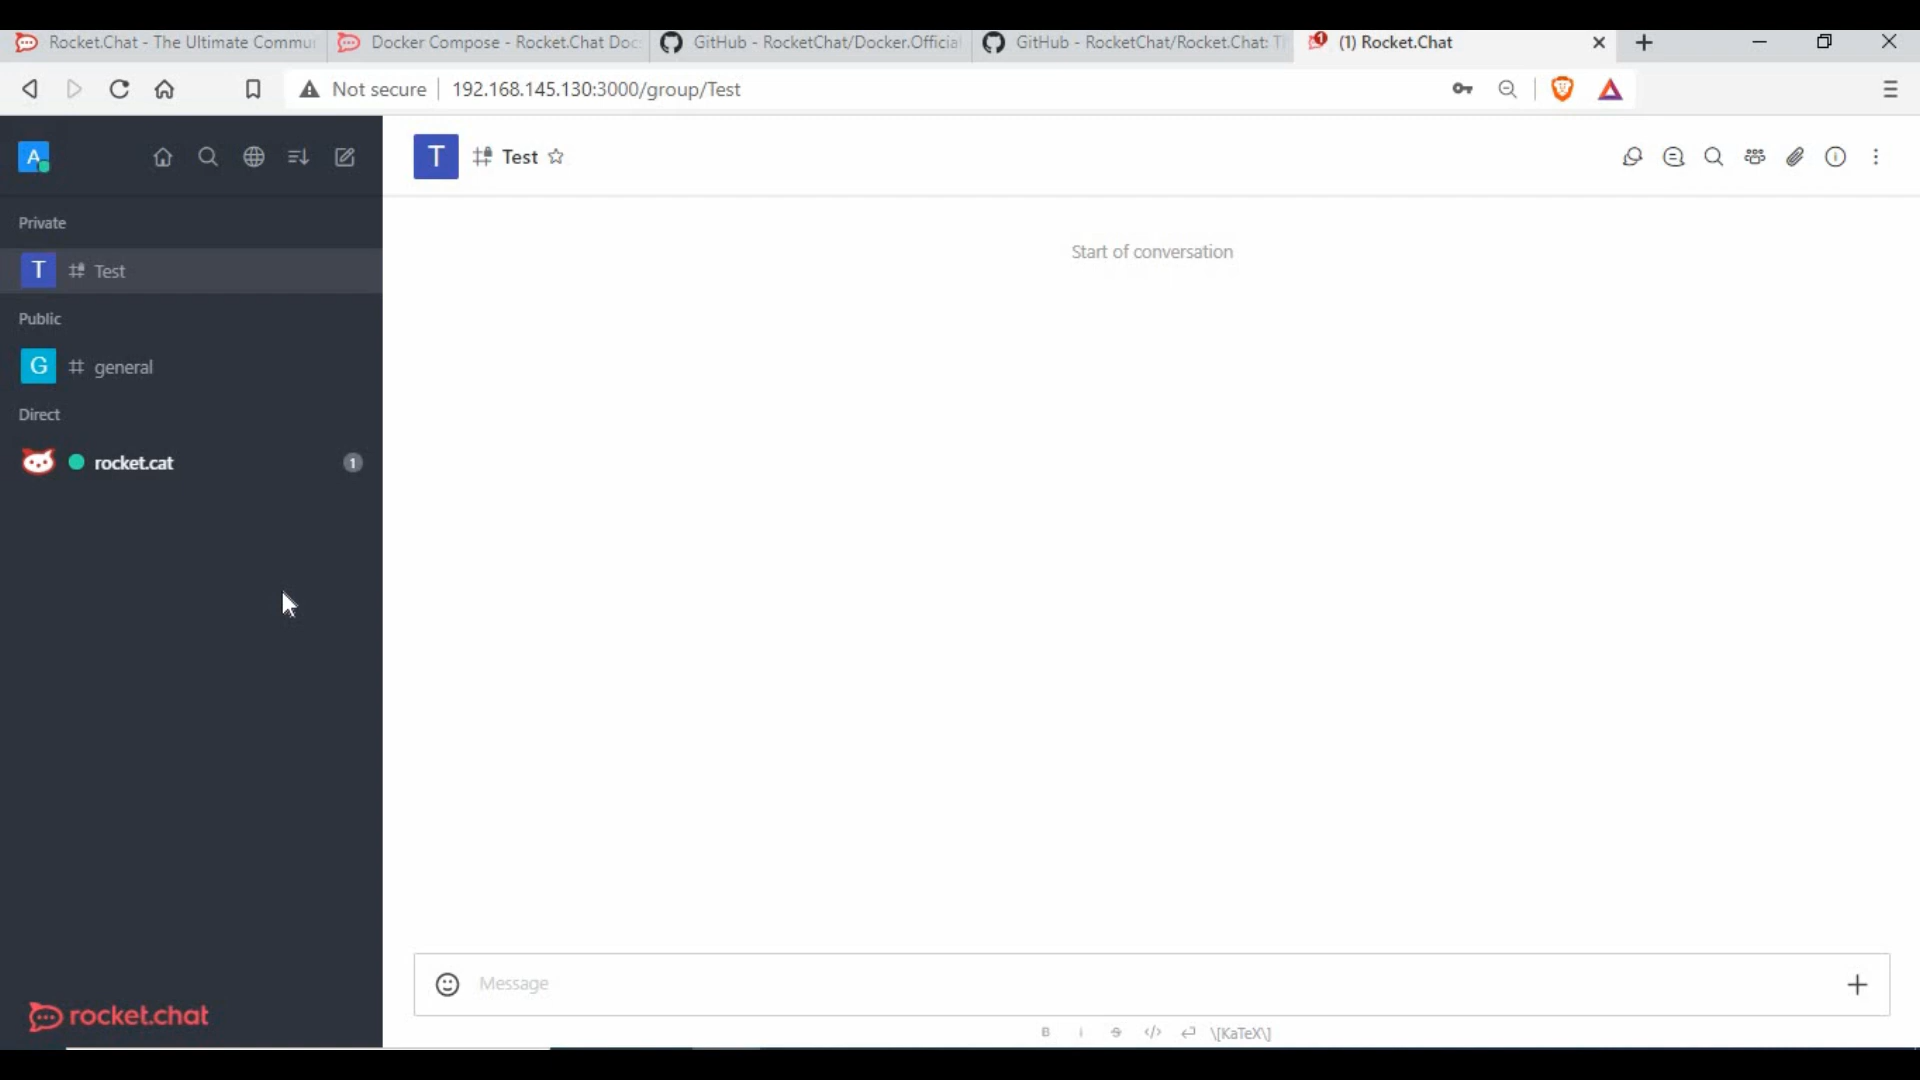 Rocket.Chat - The Ultimate Commu
Docker Compose - Rocket.Chat Doc
GitHub - RocketChat/Docker.Officia
GitHub - RocketChat/Rocket.Chat: T
1
(1) Rocket.Chat
Not secure
192.168.145.130:3000/group/Test
A
T
Test
Private
T
# Test
Public
G
# general
Direct
rocket.cat
1
Start of conversation
Message
rocket.chat
B
i
S
</>
\[KaTeX\]